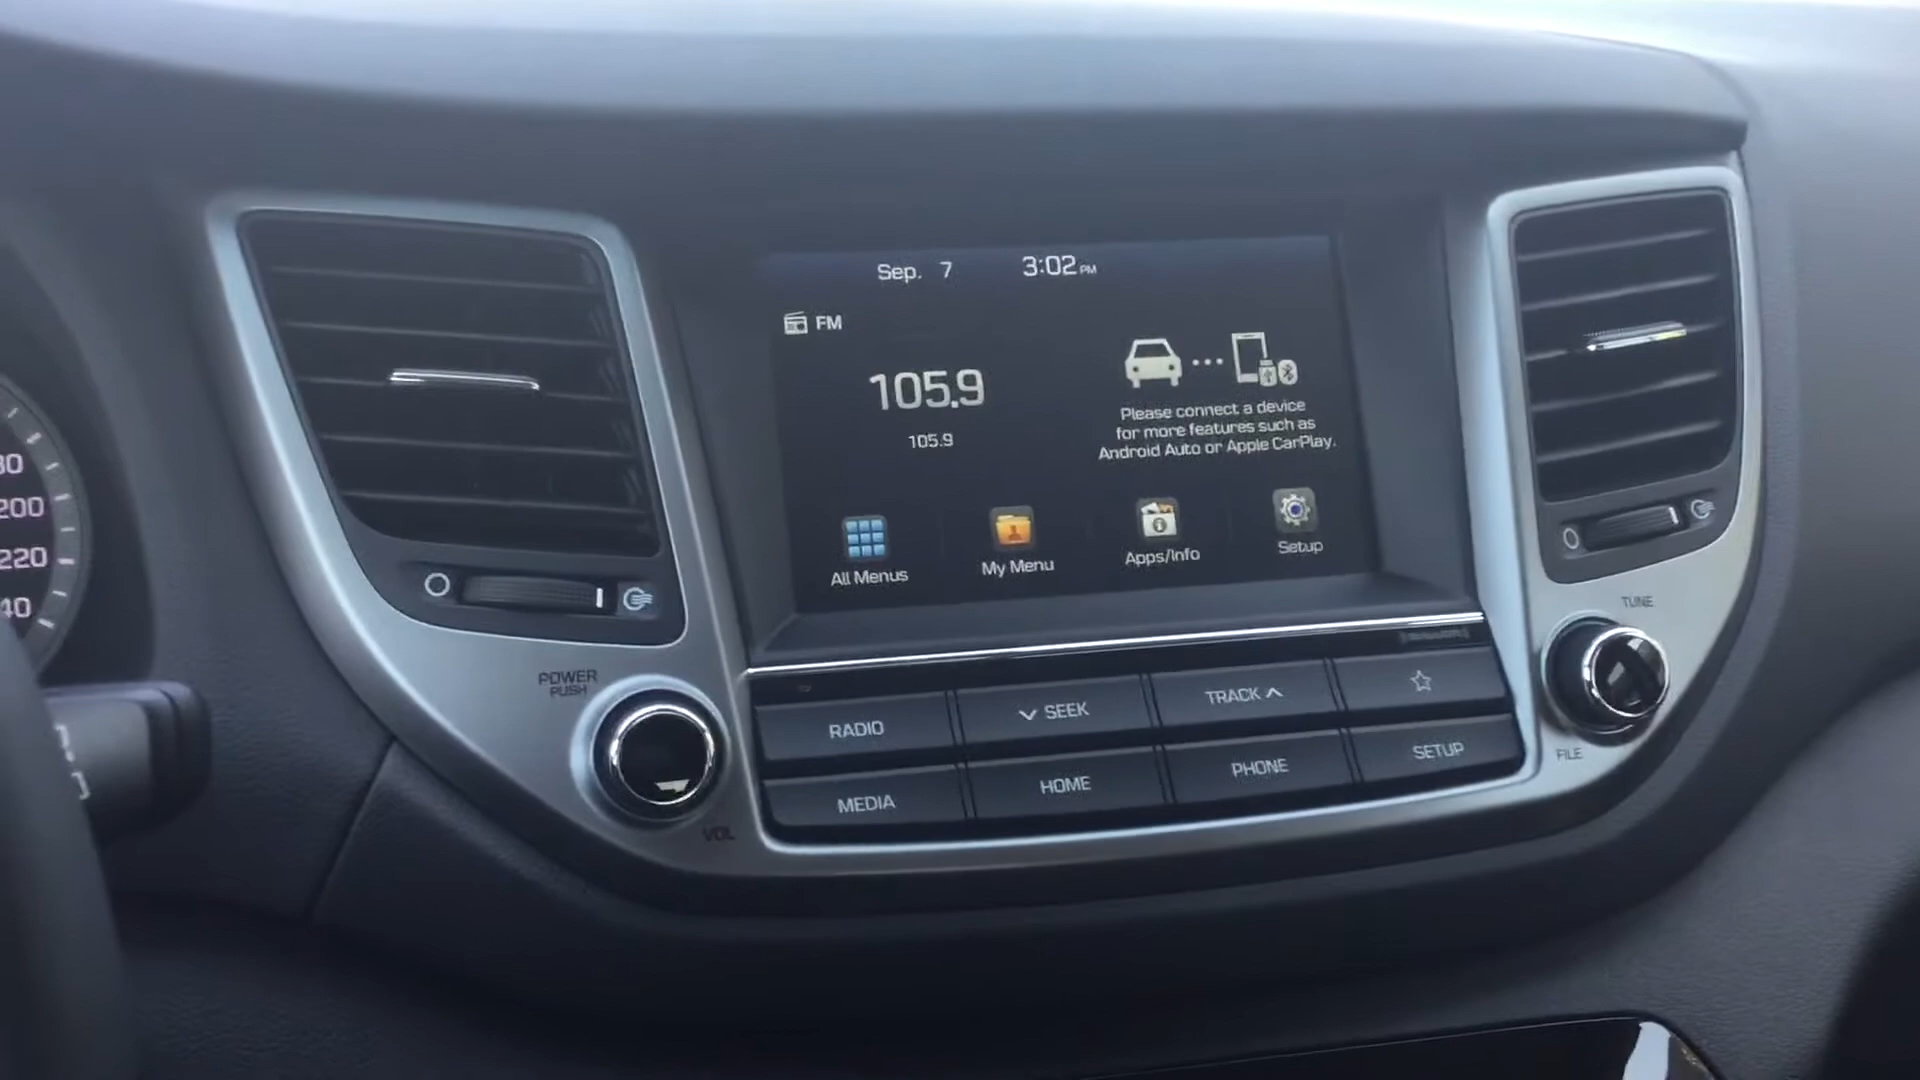 Sep. 7 3:02 PM
FM
105.9
105.9
Please connect a device
for more features such as
Android Auto or Apple CarPlay.
All Menus
My Menu
Apps/Info
Setup
200
220
POWER
PUSH
VOL
RADIO
SEEK
TRACK
MEDIA
HOME
PHONE
SETUP
TUNE
FILE